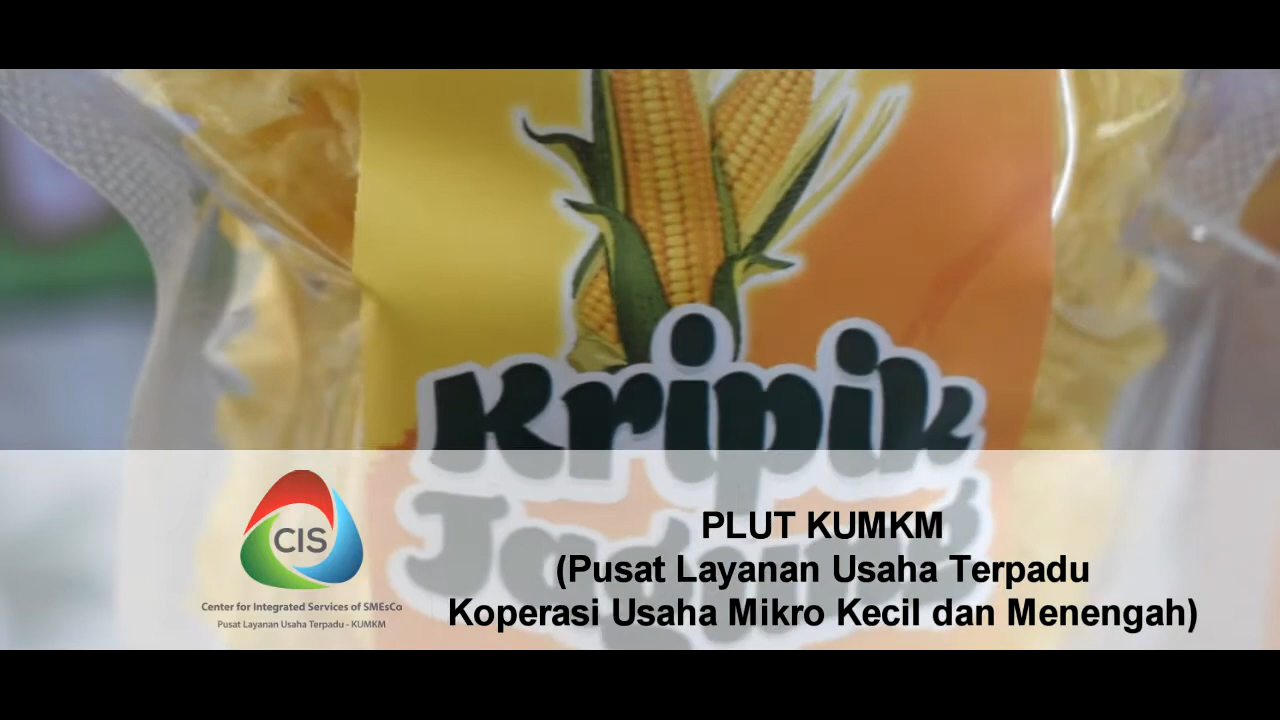 Kripik
Jagung
CIS
Center for Integrated Services of SMEsCo
Pusat Layanan Usaha Terpadu - KUMKM
PLUT KUMKM
(Pusat Layanan Usaha Terpadu
Koperasi Usaha Mikro Kecil dan Menengah)